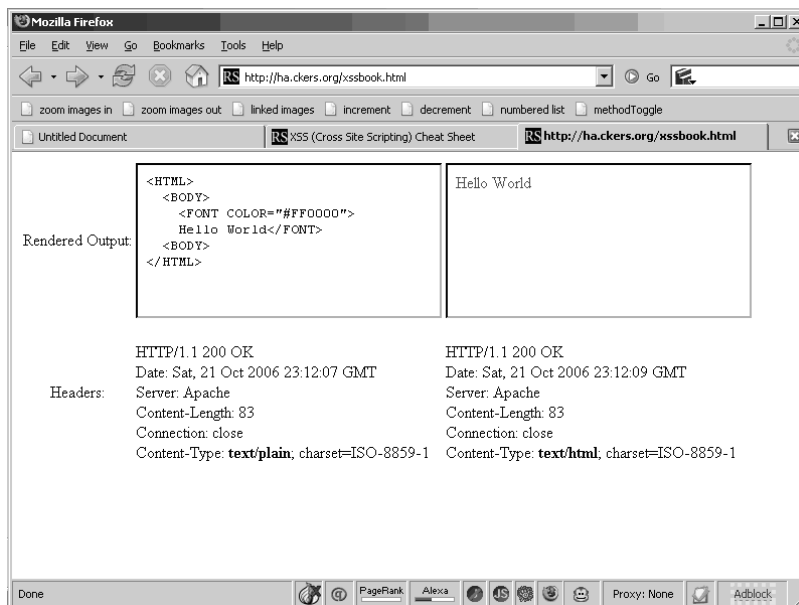 Mozilla Firefox
File Edit View Go Bookmarks Tools Help
RS http://ha.ckers.org/xssbook.html Go
zoom images in zoom images out linked images increment decrement numbered list methodToggle
Untitled Document RS XSS (Cross Site Scripting) Cheat Sheet RS http://ha.ckers.org/xssbook.html
Rendered Output:
<HTML>
<BODY>
<FONT COLOR="#FF0000">
Hello World</FONT>
<BODY>
</HTML>
Hello World
Headers:
HTTP/1.1 200 OK
Date: Sat, 21 Oct 2006 23:12:07 GMT
Server: Apache
Content-Length: 83
Connection: close
Content-Type: text/plain; charset=ISO-8859-1
HTTP/1.1 200 OK
Date: Sat, 21 Oct 2006 23:12:09 GMT
Server: Apache
Content-Length: 83
Connection: close
Content-Type: text/html; charset=ISO-8859-1
Done @ PageRank Alexa JS Proxy: None Adblock